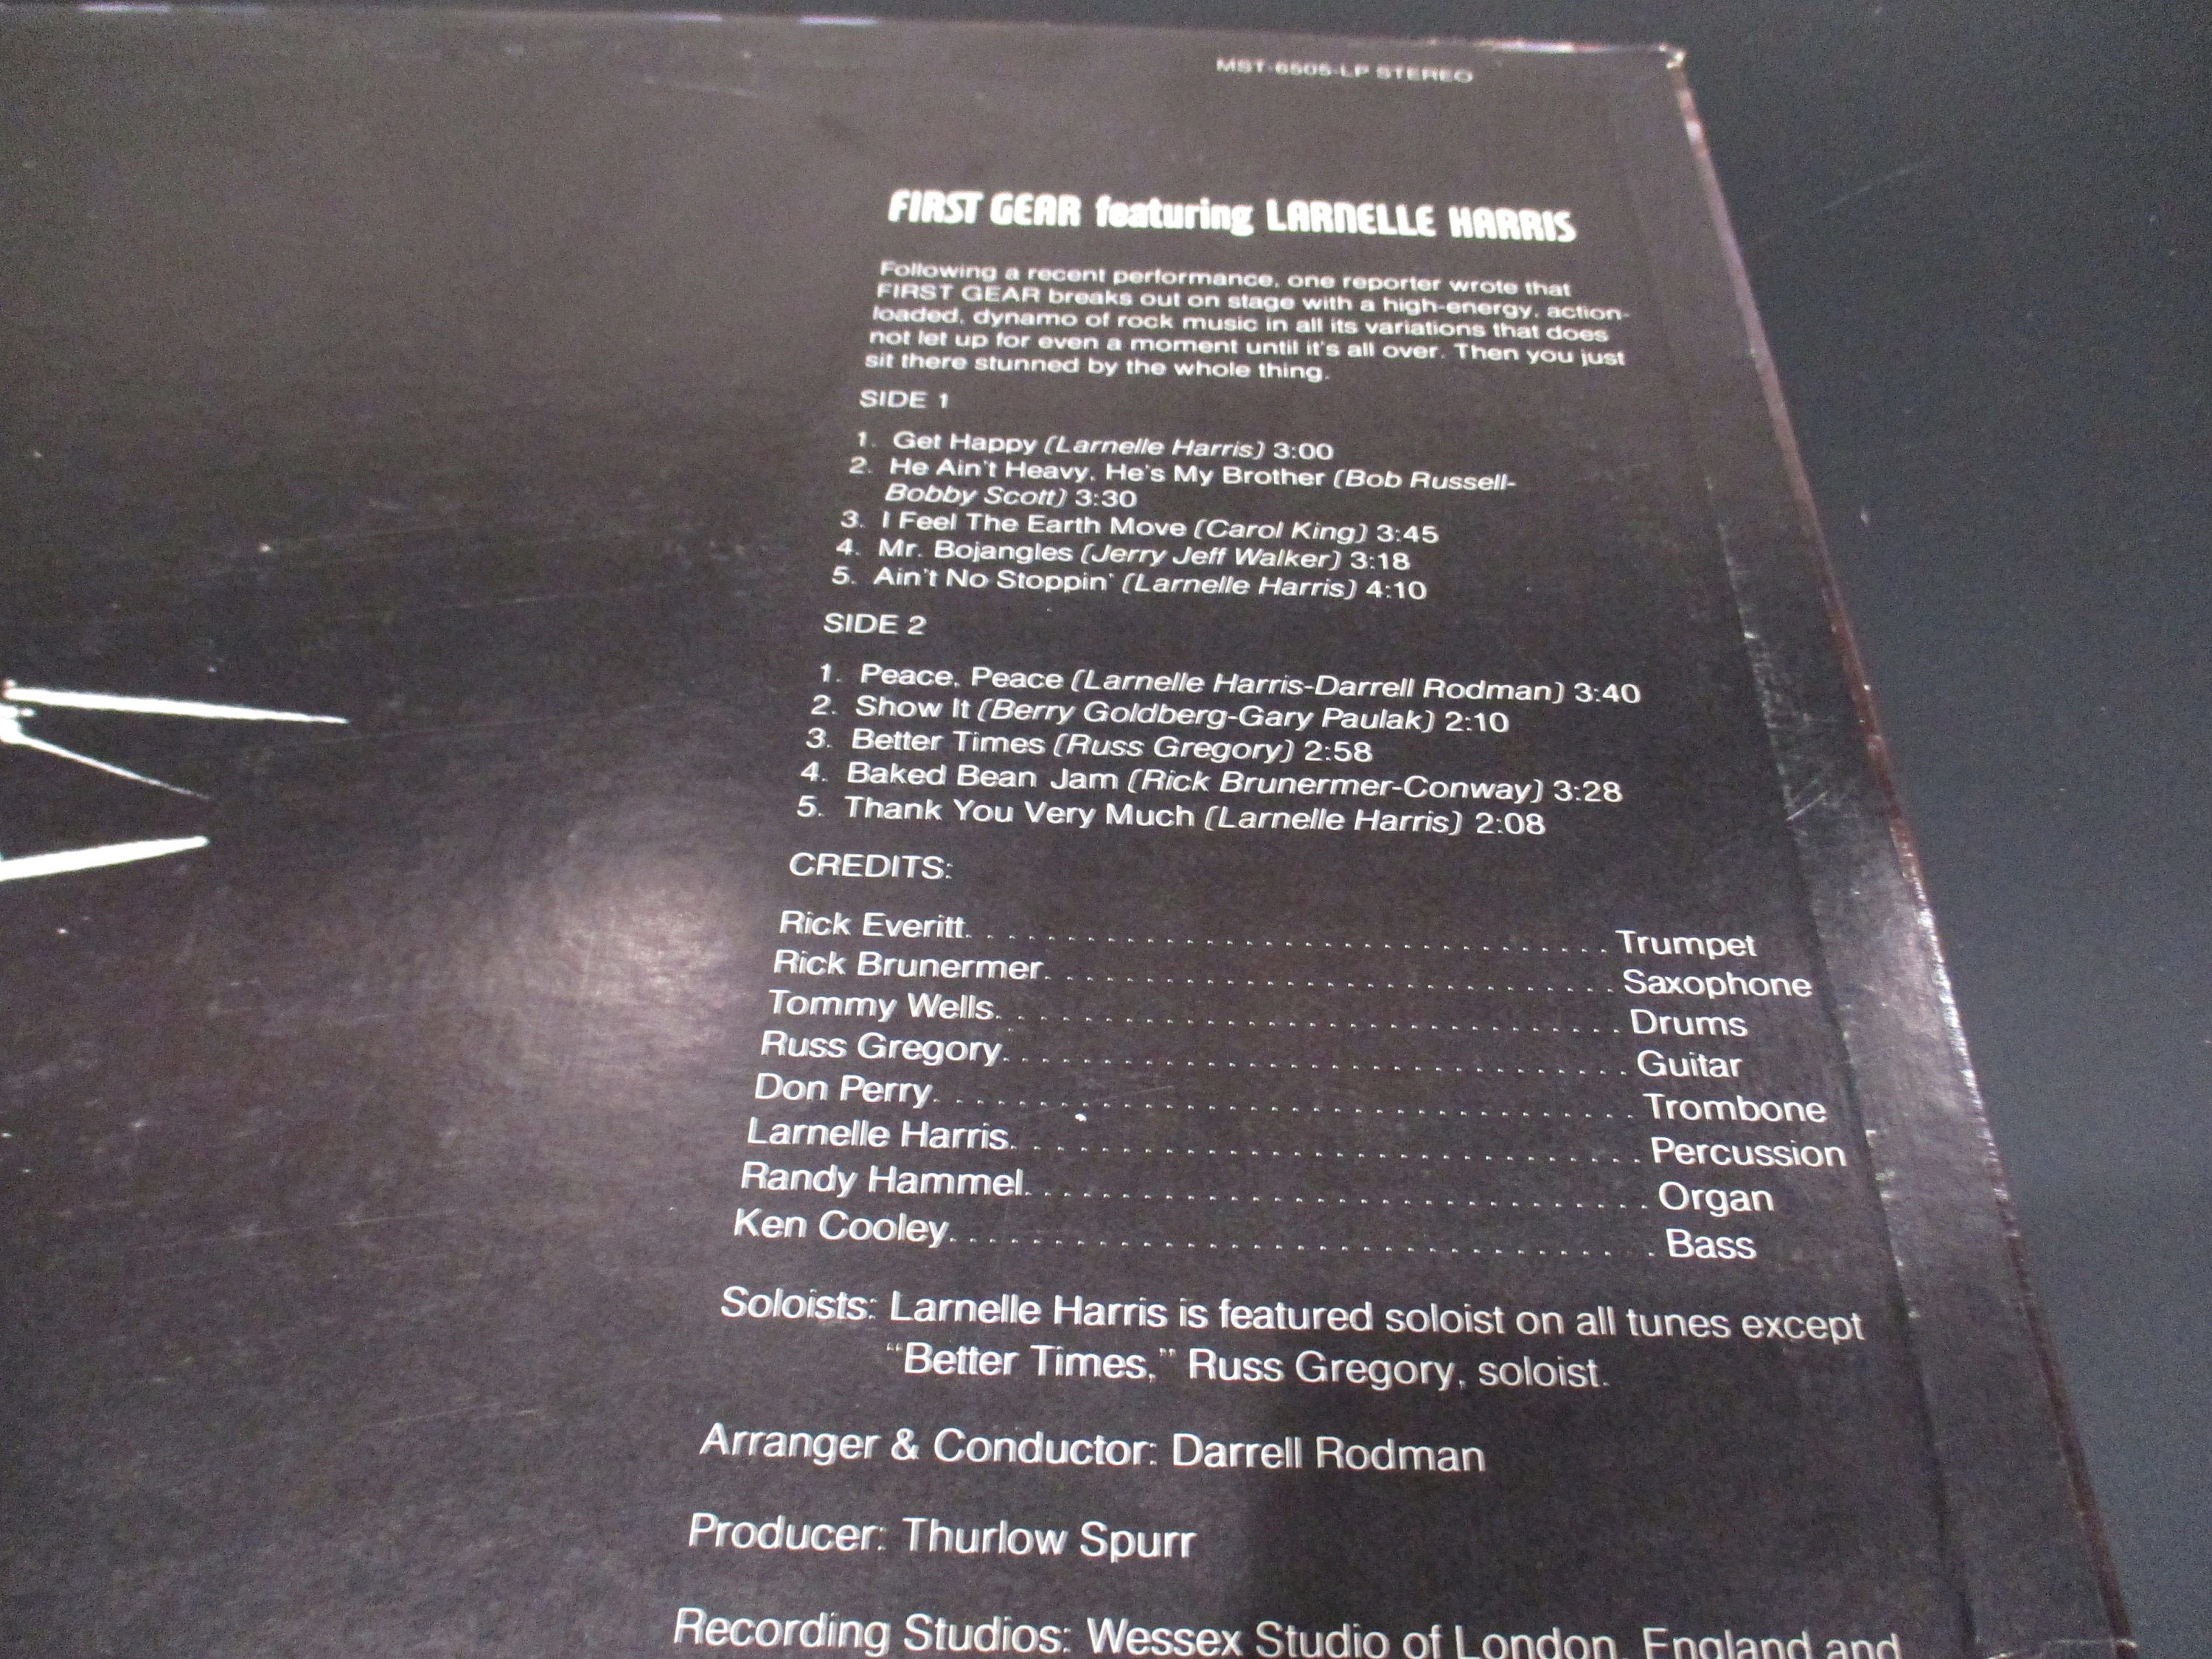 MST-6505-LP STEREO
FIRST GEAR featuring LARNELLE HARRIS
Following a recent performance, one reporter wrote that
FIRST GEAR breaks out on stage with a high-energy, action-
loaded, dynamo of rock music in all its variations that does
not let up for even a moment until it's all over. Then you just
sit there stunned by the whole thing.
SIDE 1
1. Get Happy (Larnelle Harris) 3:00
2. He Ain't Heavy, He's My Brother (Bob Russell-
Bobby Scott) 3:30
3. I Feel The Earth Move (Carol King) 3:45
4. Mr. Bojangles (Jerry Jeff Walker) 3:18
5. Ain't No Stoppin' (Larnelle Harris) 4:10
SIDE 2
1. Peace, Peace (Larnelle Harris-Darrell Rodman) 3:40
2. Show It (Berry Goldberg-Gary Paulak) 2:10
3. Better Times (Russ Gregory) 2:58
4. Baked Bean Jam (Rick Brunermer-Conway) 3:28
5. Thank You Very Much (Larnelle Harris) 2:08
CREDITS:
Rick Everitt. . . . . . . . . . . . . . . . . . . . . . . . . . . . . . . . . Trumpet
Rick Brunermer. . . . . . . . . . . . . . . . . . . . . . . . . . . . . Saxophone
Tommy Wells. . . . . . . . . . . . . . . . . . . . . . . . . . . . . . . . Drums
Russ Gregory. . . . . . . . . . . . . . . . . . . . . . . . . . . . . . . . Guitar
Don Perry. . . . . . . . . . . . . . . . . . . . . . . . . . . . . . . . . . . Trombone
Larnelle Harris. . . . . . . . . . . . . . . . . . . . . . . . . . . . . . . Percussion
Randy Hammel. . . . . . . . . . . . . . . . . . . . . . . . . . . . . . . Organ
Ken Cooley. . . . . . . . . . . . . . . . . . . . . . . . . . . . . . . . . . Bass
Soloists: Larnelle Harris is featured soloist on all tunes except
"Better Times," Russ Gregory, soloist.
Arranger & Conductor: Darrell Rodman
Producer: Thurlow Spurr
Recording Studios: Wessex Studio of London, England and